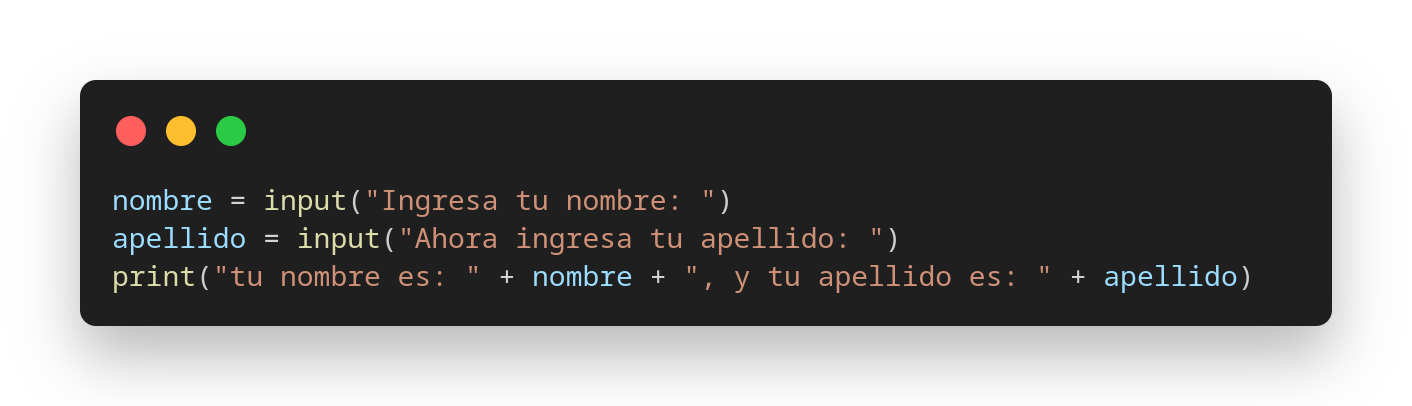 nombre = input("Ingresa tu nombre: ")
apellido = input("Ahora ingresa tu apellido: ")
print("tu nombre es: " + nombre + ", y tu apellido es: " + apellido)